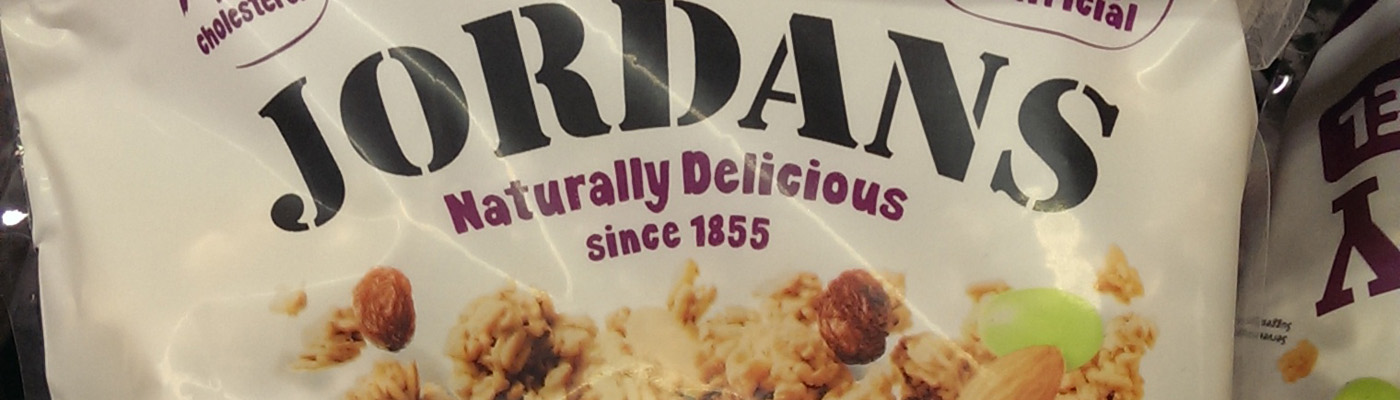 cholesterol
JORDANS
Naturally Delicious
since 1855